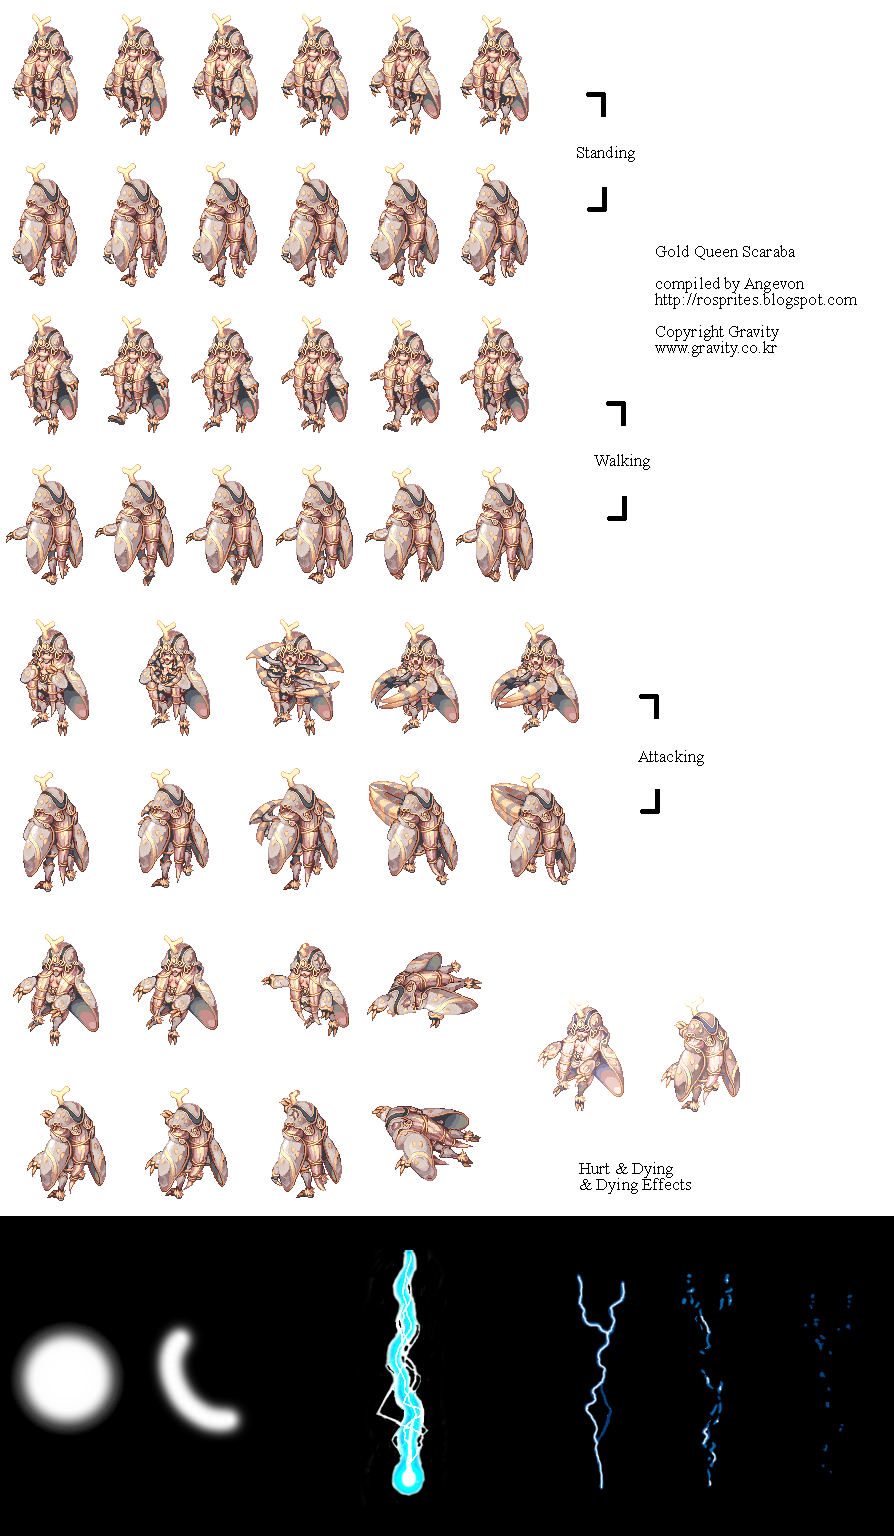 Standing
Gold Queen Scaraba
compiled by Angevon
http://rosprites.blogspot.com
Copyright Gravity
www.gravity.co.kr
Walking
Attacking
Hurt & Dying
& Dying Effects